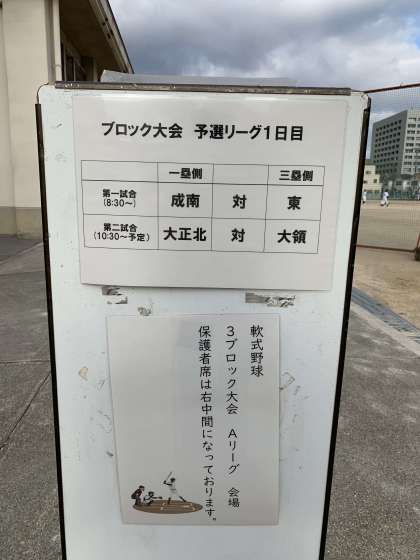 ブロック大会 予選リーグ1日目
一塁側 三塁側
第一試合 (8:30~) 成南 対 東
第二試合 (10:30~予定) 大正北 対 大領
軟式野球
3ブロック大会 Aリーグ 会場
保護者席は右中間になっております。